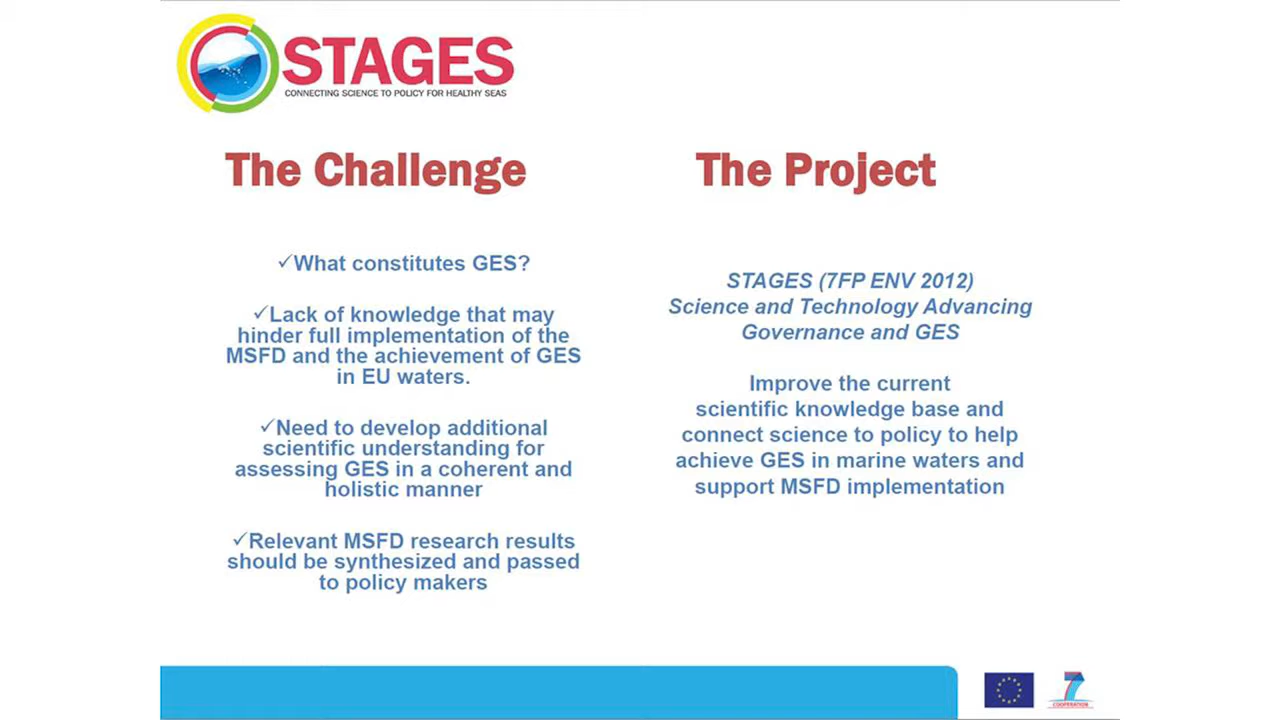 STAGES
CONNECTING SCIENCE TO POLICY FOR HEALTHY SEAS
The Challenge
✓What constitutes GES?
✓Lack of knowledge that may
hinder full implementation of the
MSFD and the achievement of GES
in EU waters.
✓Need to develop additional
scientific understanding for
assessing GES in a coherent and
holistic manner
✓Relevant MSFD research results
should be synthesized and passed
to policy makers
The Project
STAGES (7FP ENV 2012)
Science and Technology Advancing
Governance and GES
Improve the current
scientific knowledge base and
connect science to policy to help
achieve GES in marine waters and
support MSFD implementation
7
COOPERATION